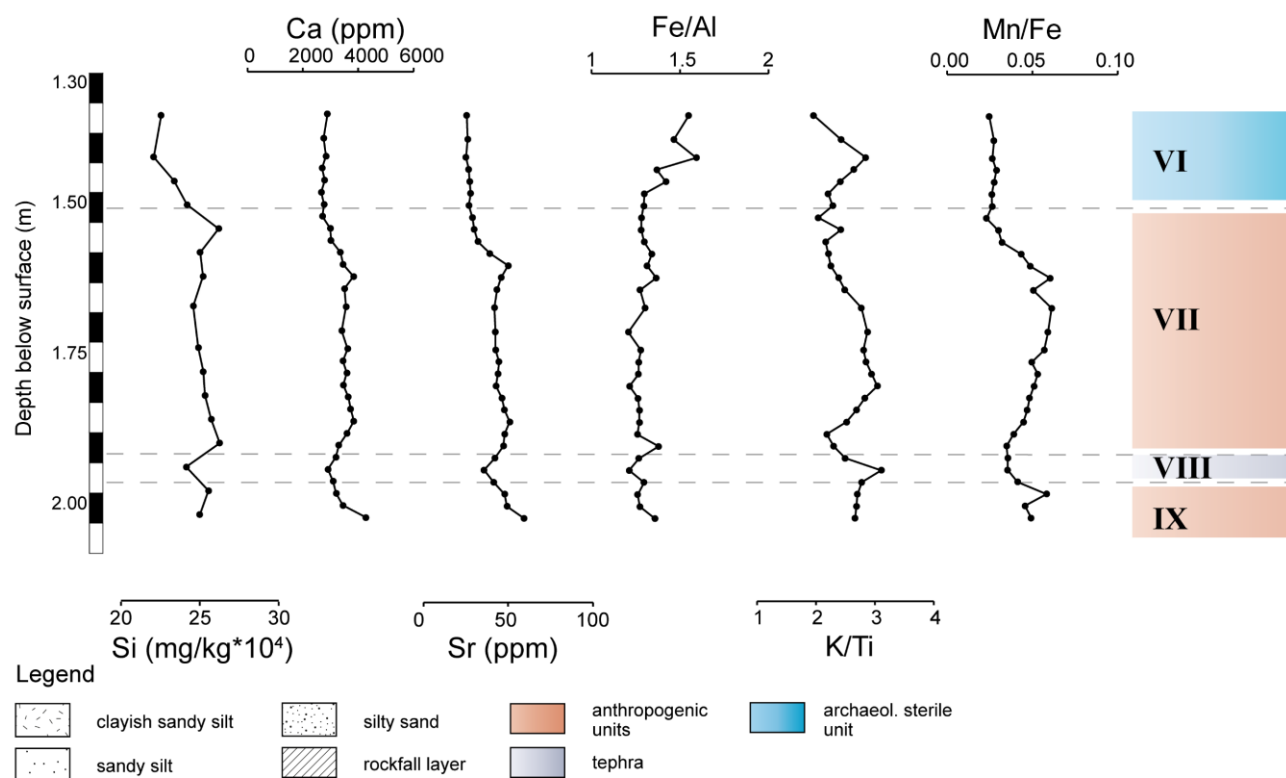 Ca (ppm) Fe/Al Mn/Fe
0 2000 4000 6000 1 1.5 2 0.00 0.05 0.10
Depth below surface (m)
1.30
1.50
1.75
2.00
VI
VII
VIII
IX
20 25 30 0 50 100 1 2 3 4
Si (mg/kg*10⁴) Sr (ppm) K/Ti
Legend
clayish sandy silt silty sand anthropogenic archaeol. sterile
units unit
sandy silt rockfall layer tephra